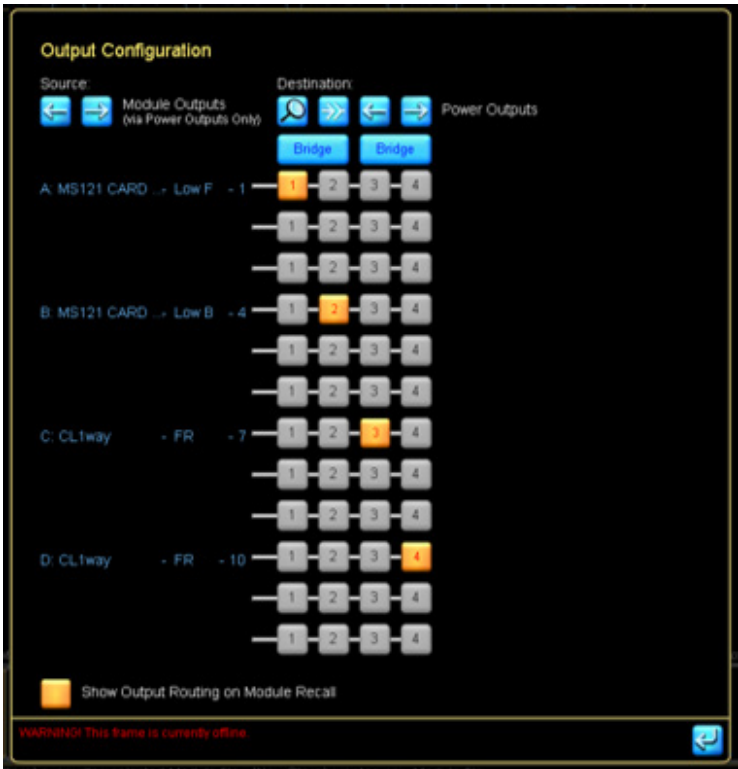 Output Configuration
Source: Destination:
Module Outputs
(via Power Outputs Only)
Power Outputs
Bridge Bridge
A: MS121 CARD ..- Low F - 1 1 2 3 4
1 2 3 4
1 2 3 4
B: MS121 CARD ..- Low B - 4 1 2 3 4
1 2 3 4
1 2 3 4
C: CL1way - FR - 7 1 2 3 4
1 2 3 4
1 2 3 4
D: CL1way - FR - 10 1 2 3 4
1 2 3 4
1 2 3 4
Show Output Routing on Module Recall
WARNING! This frame is currently offline.